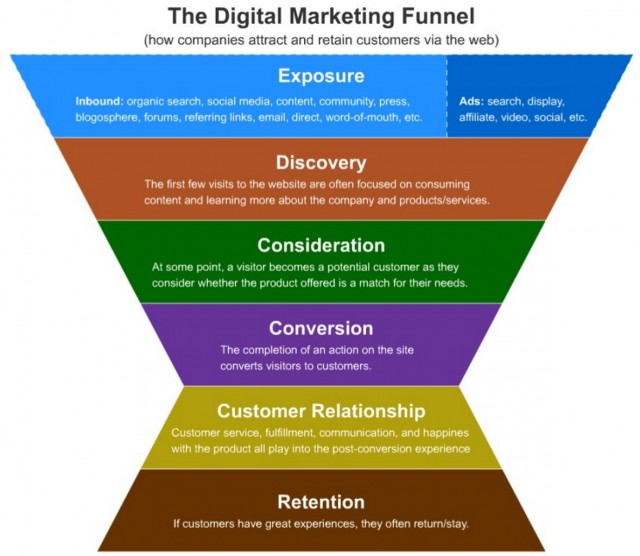 The Digital Marketing Funnel
(how companies attract and retain customers via the web)
Exposure
Inbound: organic search, social media, content, community, press,
blogosphere, forums, referring links, email, direct, word-of-mouth, etc.
Ads: search, display,
affiliate, video, social, etc.
Discovery
The first few visits to the website are often focused on consuming
content and learning more about the company and products/services.
Consideration
At some point, a visitor becomes a potential customer as they
consider whether the product offered is a match for their needs.
Conversion
The completion of an action on the site
converts visitors to customers.
Customer Relationship
Customer service, fulfillment, communication, and happines
with the product all play into the post-conversion experience
Retention
If customers have great experiences, they often return/stay.